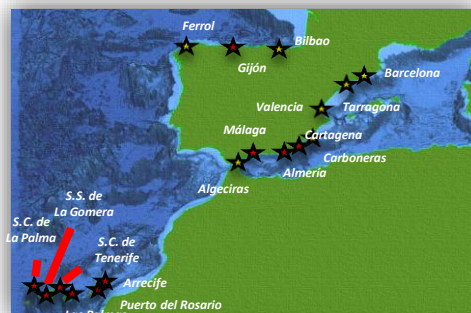 Ferrol
Bilbao
Gijón
Barcelona
Valencia
Tarragona
Málaga
Cartagena
Carboneras
Almería
Algeciras
S.S. de
La Gomera
S.C. de
La Palma
S.C. de
Tenerife
Arrecife
Puerto del Rosario